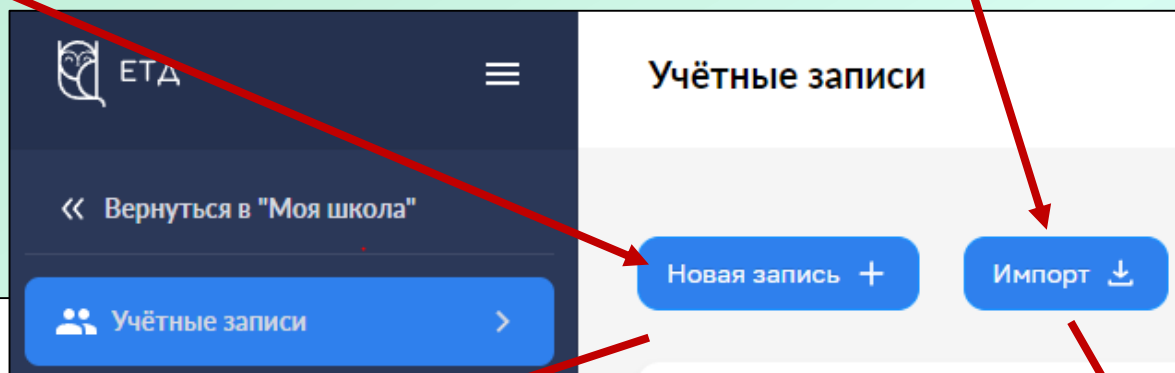 ЕТД
Учётные записи
Вернуться в "Моя школа"
Новая запись
Импорт
Учётные записи